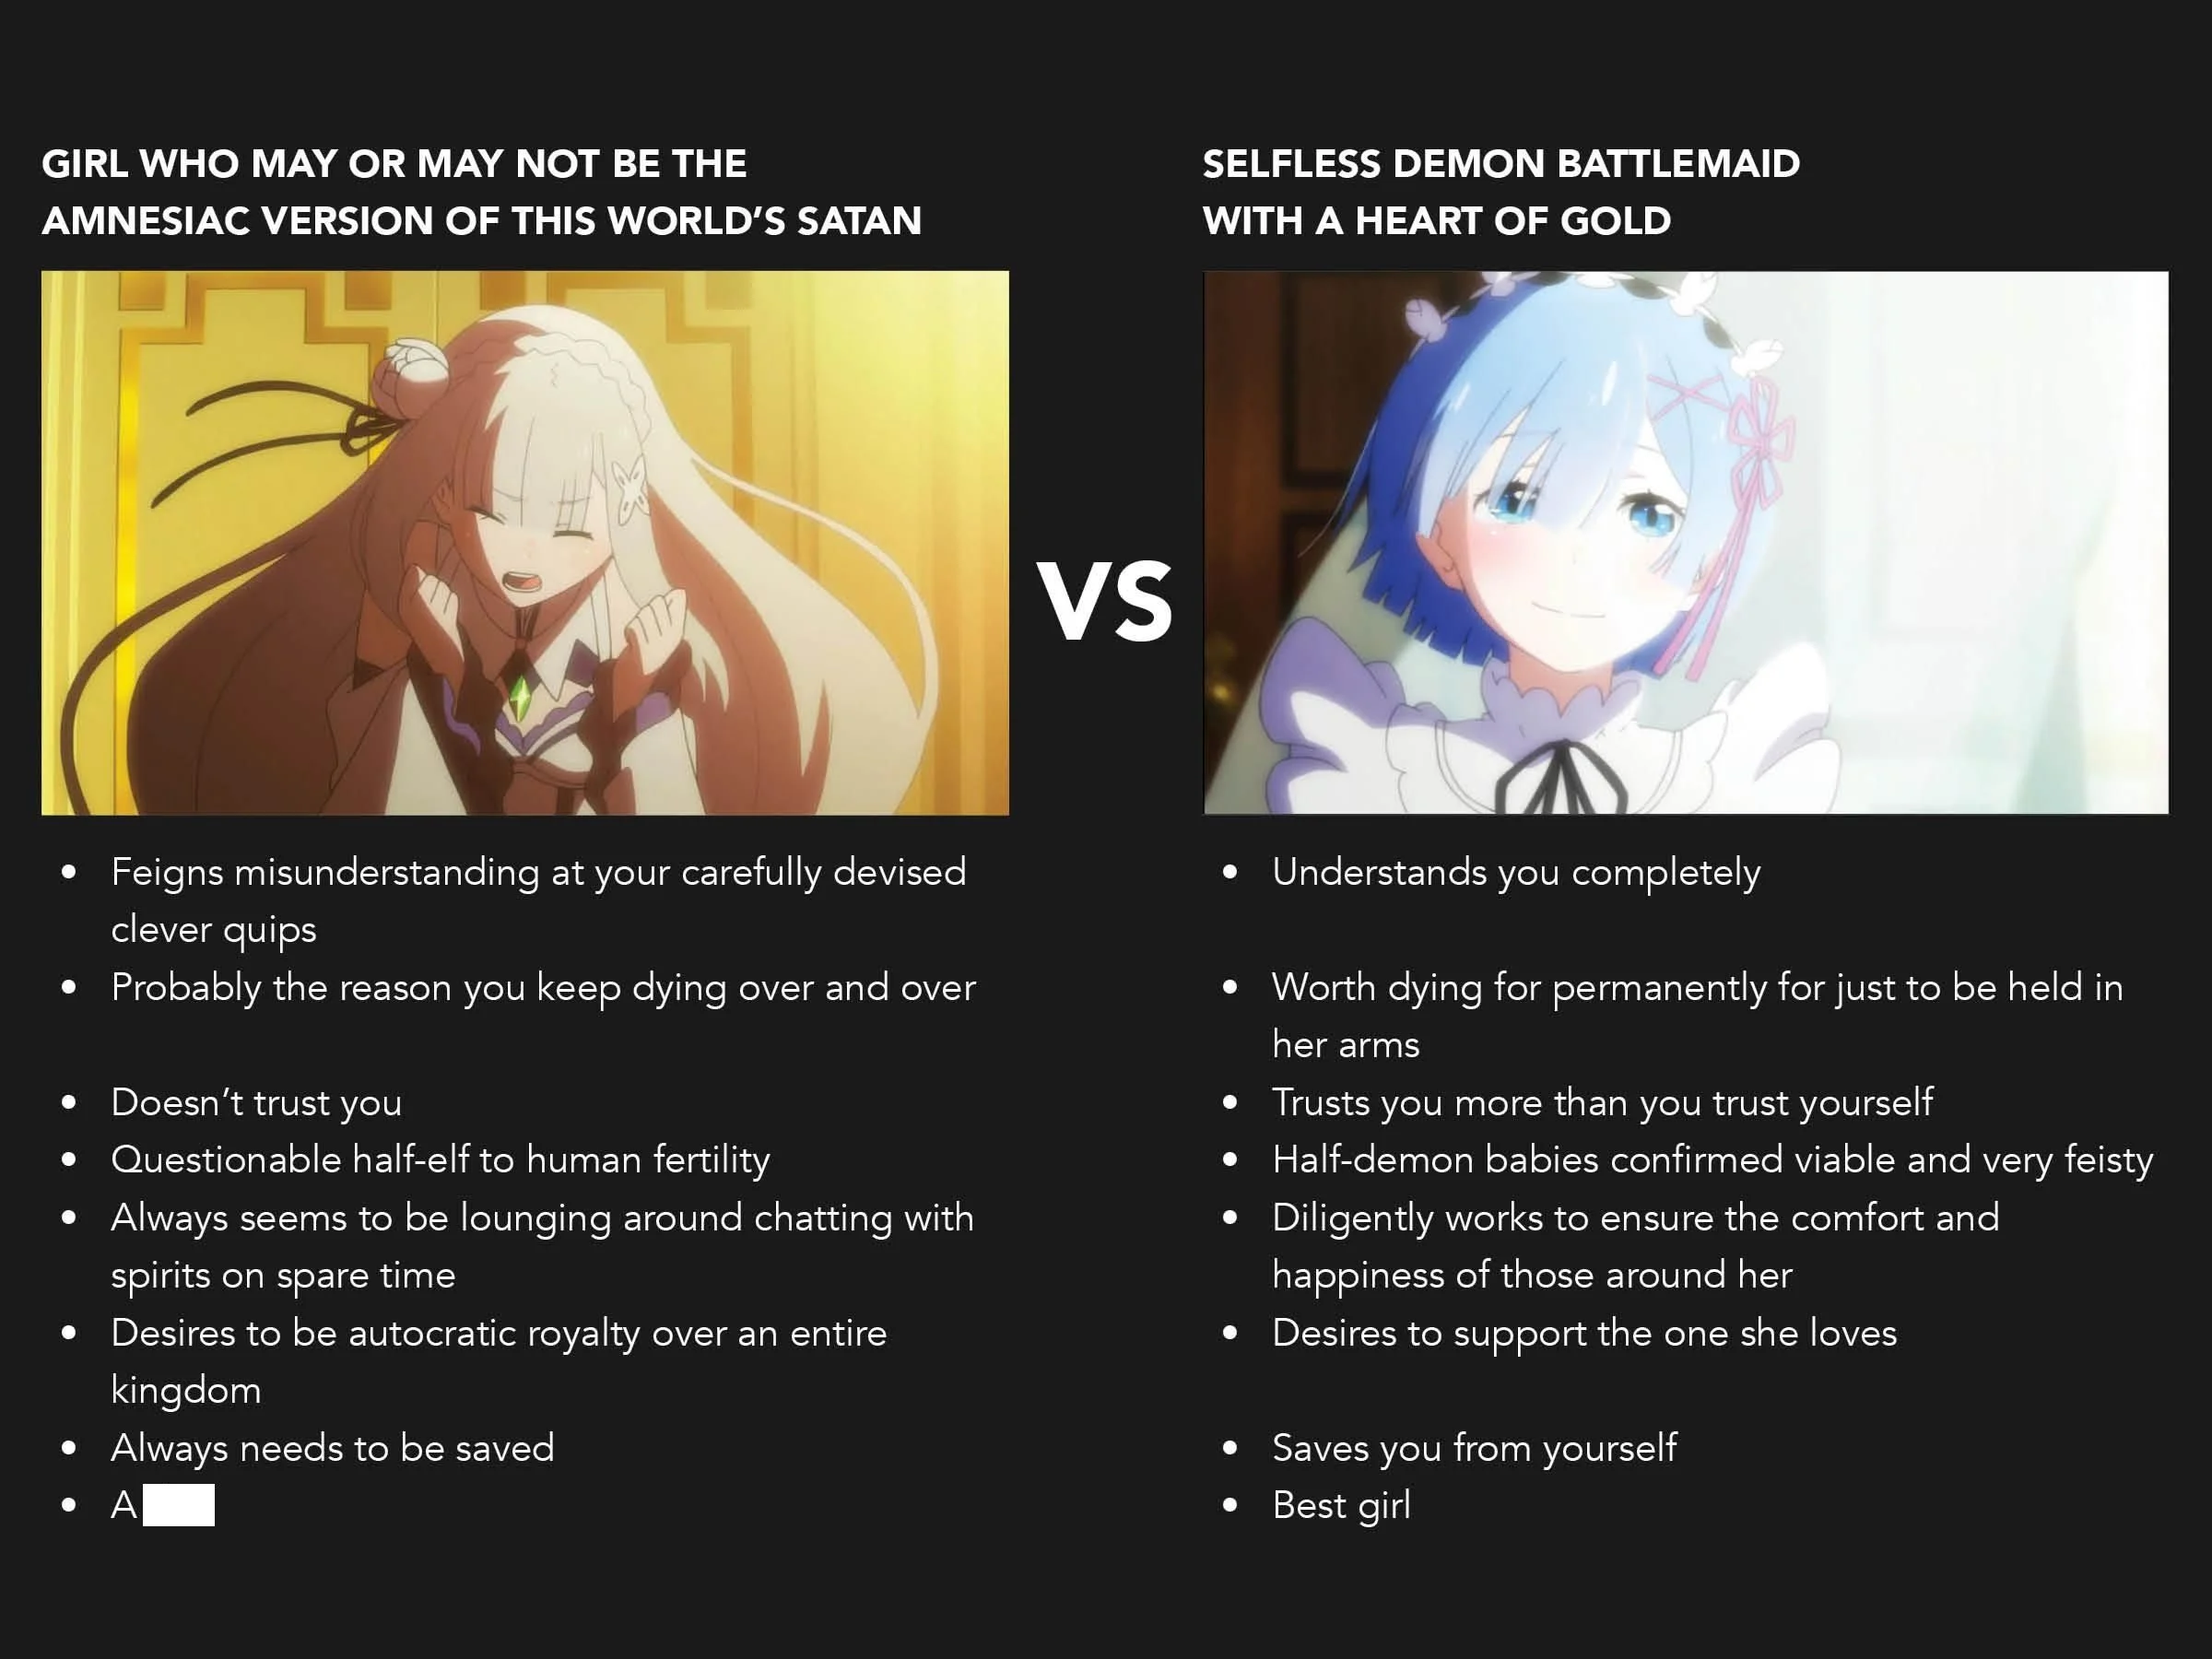 GIRL WHO MAY OR MAY NOT BE THE
AMNESIAC VERSION OF THIS WORLD’S SATAN
SELFLESS DEMON BATTLEMAID
WITH A HEART OF GOLD
VS
• Feigns misunderstanding at your carefully devised
clever quips
• Probably the reason you keep dying over and over
• Doesn’t trust you
• Questionable half-elf to human fertility
• Always seems to be lounging around chatting with
spirits on spare time
• Desires to be autocratic royalty over an entire
kingdom
• Always needs to be saved
• A
• Understands you completely
• Worth dying for permanently for just to be held in
her arms
• Trusts you more than you trust yourself
• Half-demon babies confirmed viable and very feisty
• Diligently works to ensure the comfort and
happiness of those around her
• Desires to support the one she loves
• Saves you from yourself
• Best girl